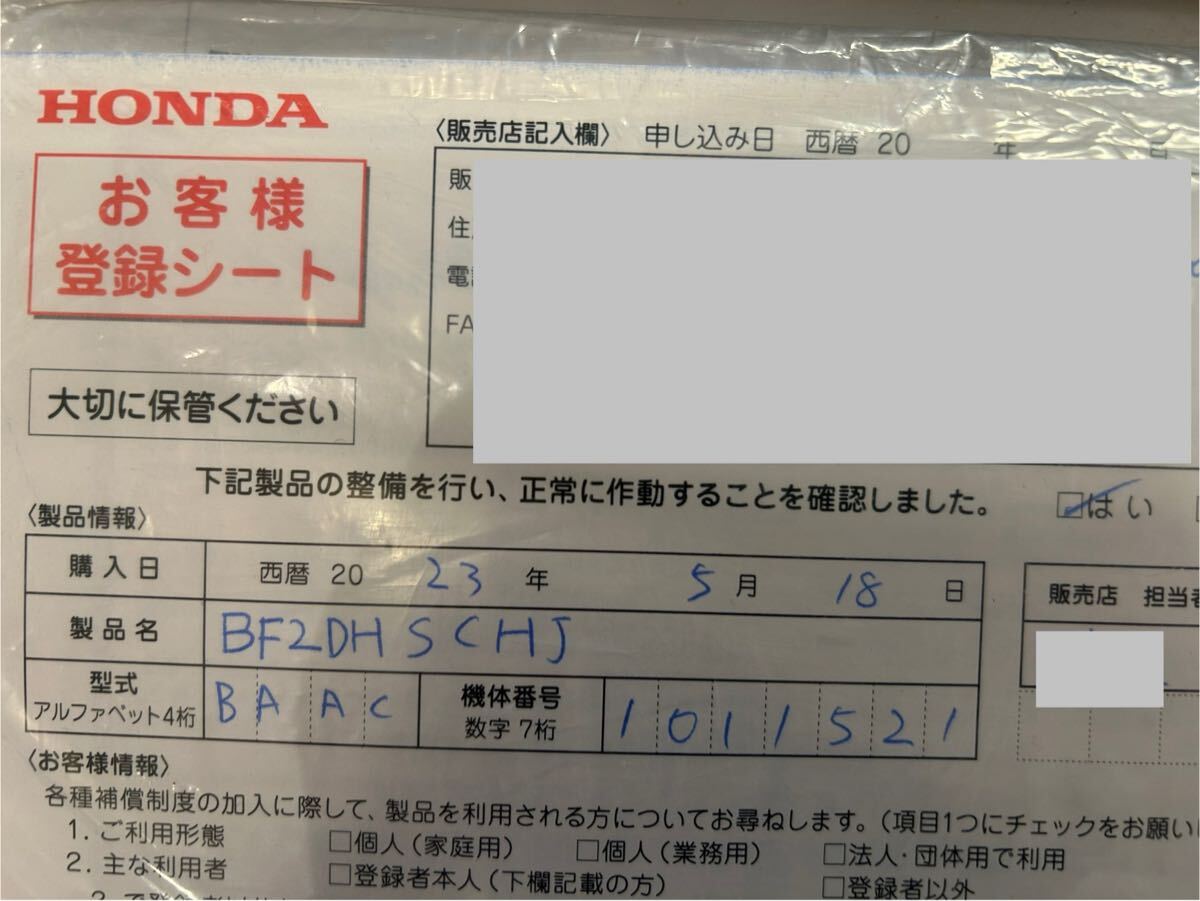 HONDA
お客様
登録シート
大切に保管ください
〈販売店記入欄〉 申し込み日 西暦 20 年 日
販
住
電話
FA
下記製品の整備を行い、正常に作動することを確認しました。 ☑はい
〈製品情報〉
購入日 西暦 20 23 年 5 月 18 日
製品名 BF2DH SCHJ
型式 アルファベット4桁 BAAC 機体番号 数字 7桁 1011521
販売店 担当者
〈お客様情報〉
各種補償制度の加入に際して、製品を利用される方についてお尋ねします。(項目1つにチェックをお願い
1. ご利用形態 □個人(家庭用) □個人(業務用) □法人・団体用で利用
2. 主な利用者 □登録者本人(下欄記載の方) □登録者以外